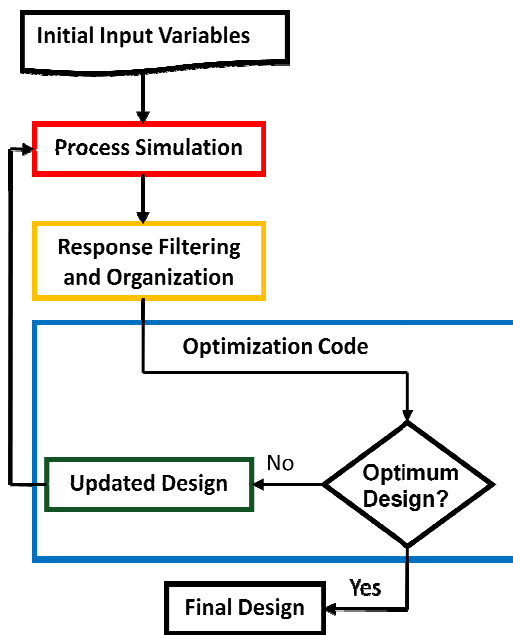 Initial Input Variables
Process Simulation
Response Filtering
and Organization
Optimization Code
Optimum
Design?
No
Updated Design
Yes
Final Design